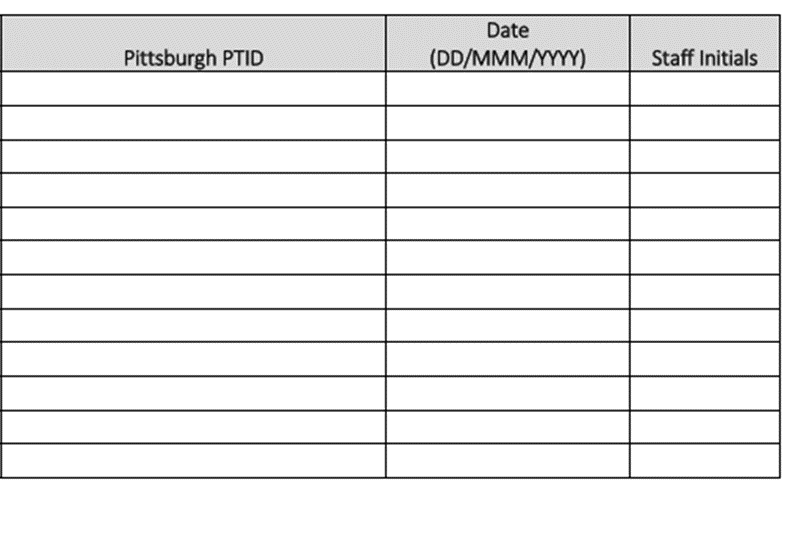 Pittsburgh PTID
Date
(DD/MMM/YYYY)
Staff Initials